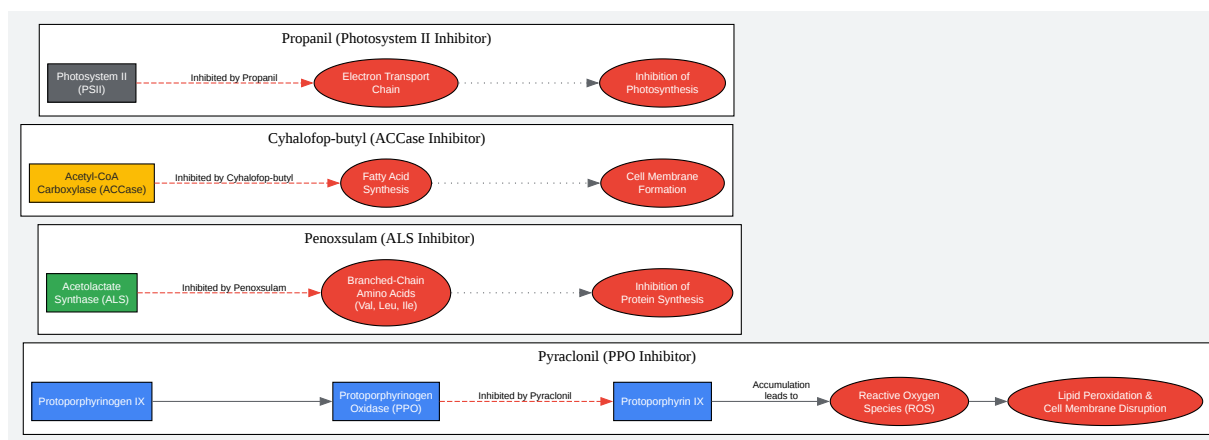 Propanil (Photosystem II Inhibitor)
Photosystem II
(PSII)
Inhibited by Propanil
Electron Transport
Chain
Inhibition of
Photosynthesis
Cyhalofop-butyl (ACCase Inhibitor)
Acetyl-CoA
Carboxylase (ACCase)
Inhibited by Cyhalofop-butyl
Fatty Acid
Synthesis
Cell Membrane
Formation
Penoxsulam (ALS Inhibitor)
Acetolactate
Synthase (ALS)
Inhibited by Penoxsulam
Branched-Chain
Amino Acids
(Val, Leu, Ile)
Inhibition of
Protein Synthesis
Pyraclonil (PPO Inhibitor)
Protoporphyrinogen IX
Protoporphyrinogen
Oxidase (PPO)
Inhibited by Pyraclonil
Protoporphyrin IX
Accumulation
leads to
Reactive Oxygen
Species (ROS)
Lipid Peroxidation &
Cell Membrane Disruption